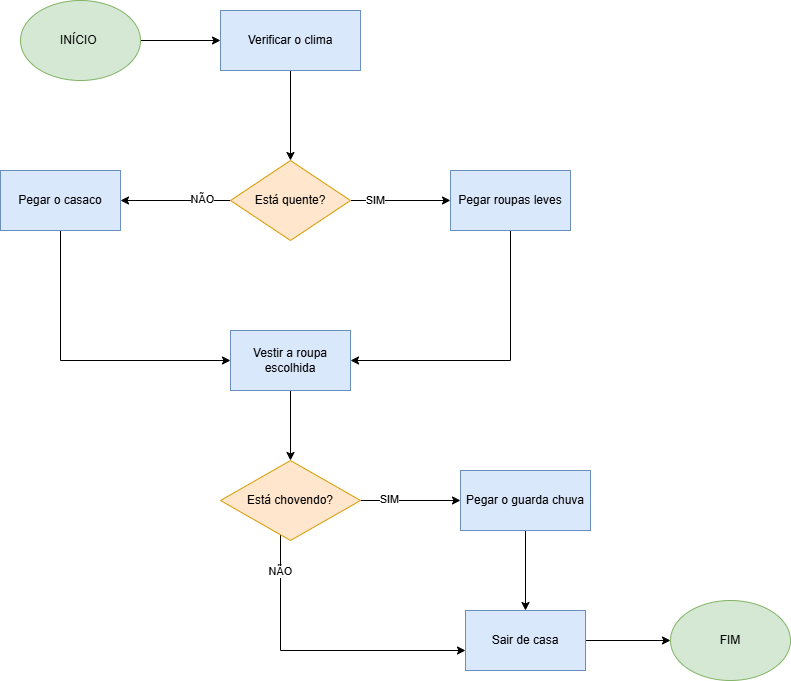 INÍCIO
Verificar o clima
Pegar o casaco
NÃO
Está quente?
SIM
Pegar roupas leves
Vestir a roupa
escolhida
Está chovendo?
SIM
Pegar o guarda chuva
NÃO
Sair de casa
FIM